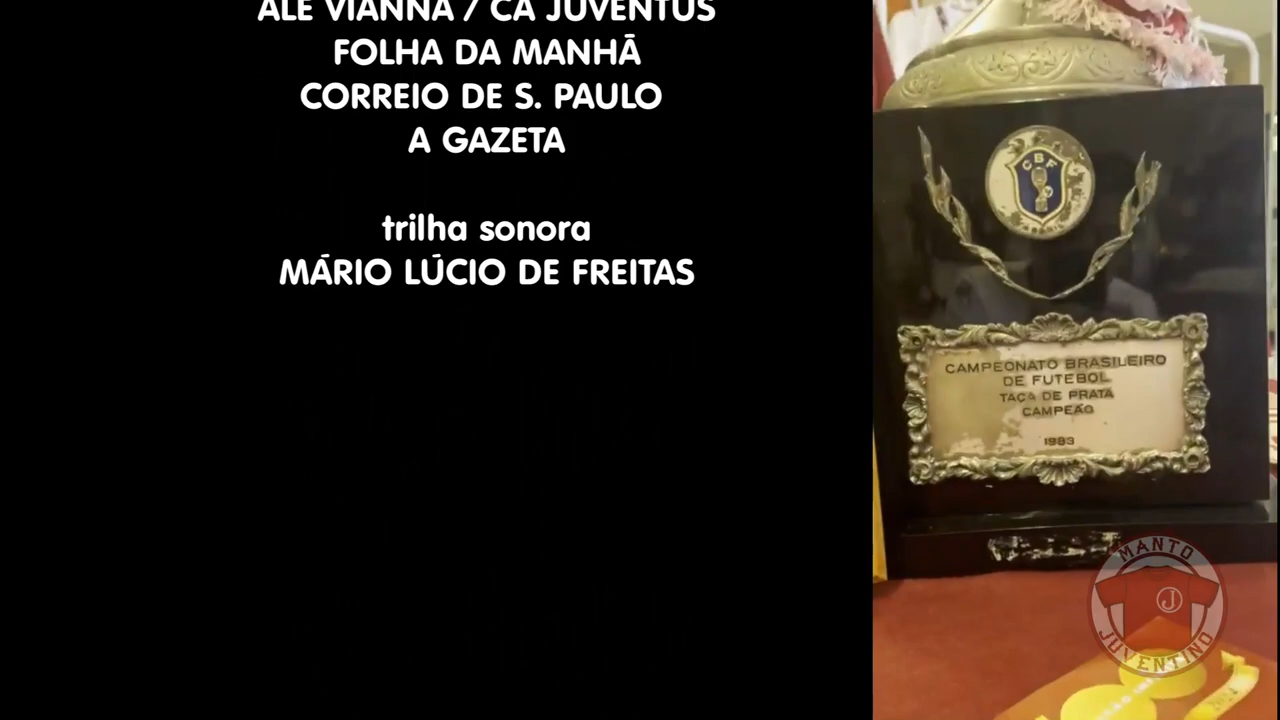 ALE VIANNA / CA JUVENTUS
FOLHA DA MANHÃ
CORREIO DE S. PAULO
A GAZETA
trilha sonora
MÁRIO LÚCIO DE FREITAS
CBF
BRASIL
CAMPEONATO BRASILEIRO
DE FUTEBOL
TAÇA DE PRATA
CAMPEÃO
1983
MANTO
J
JUVENTINO